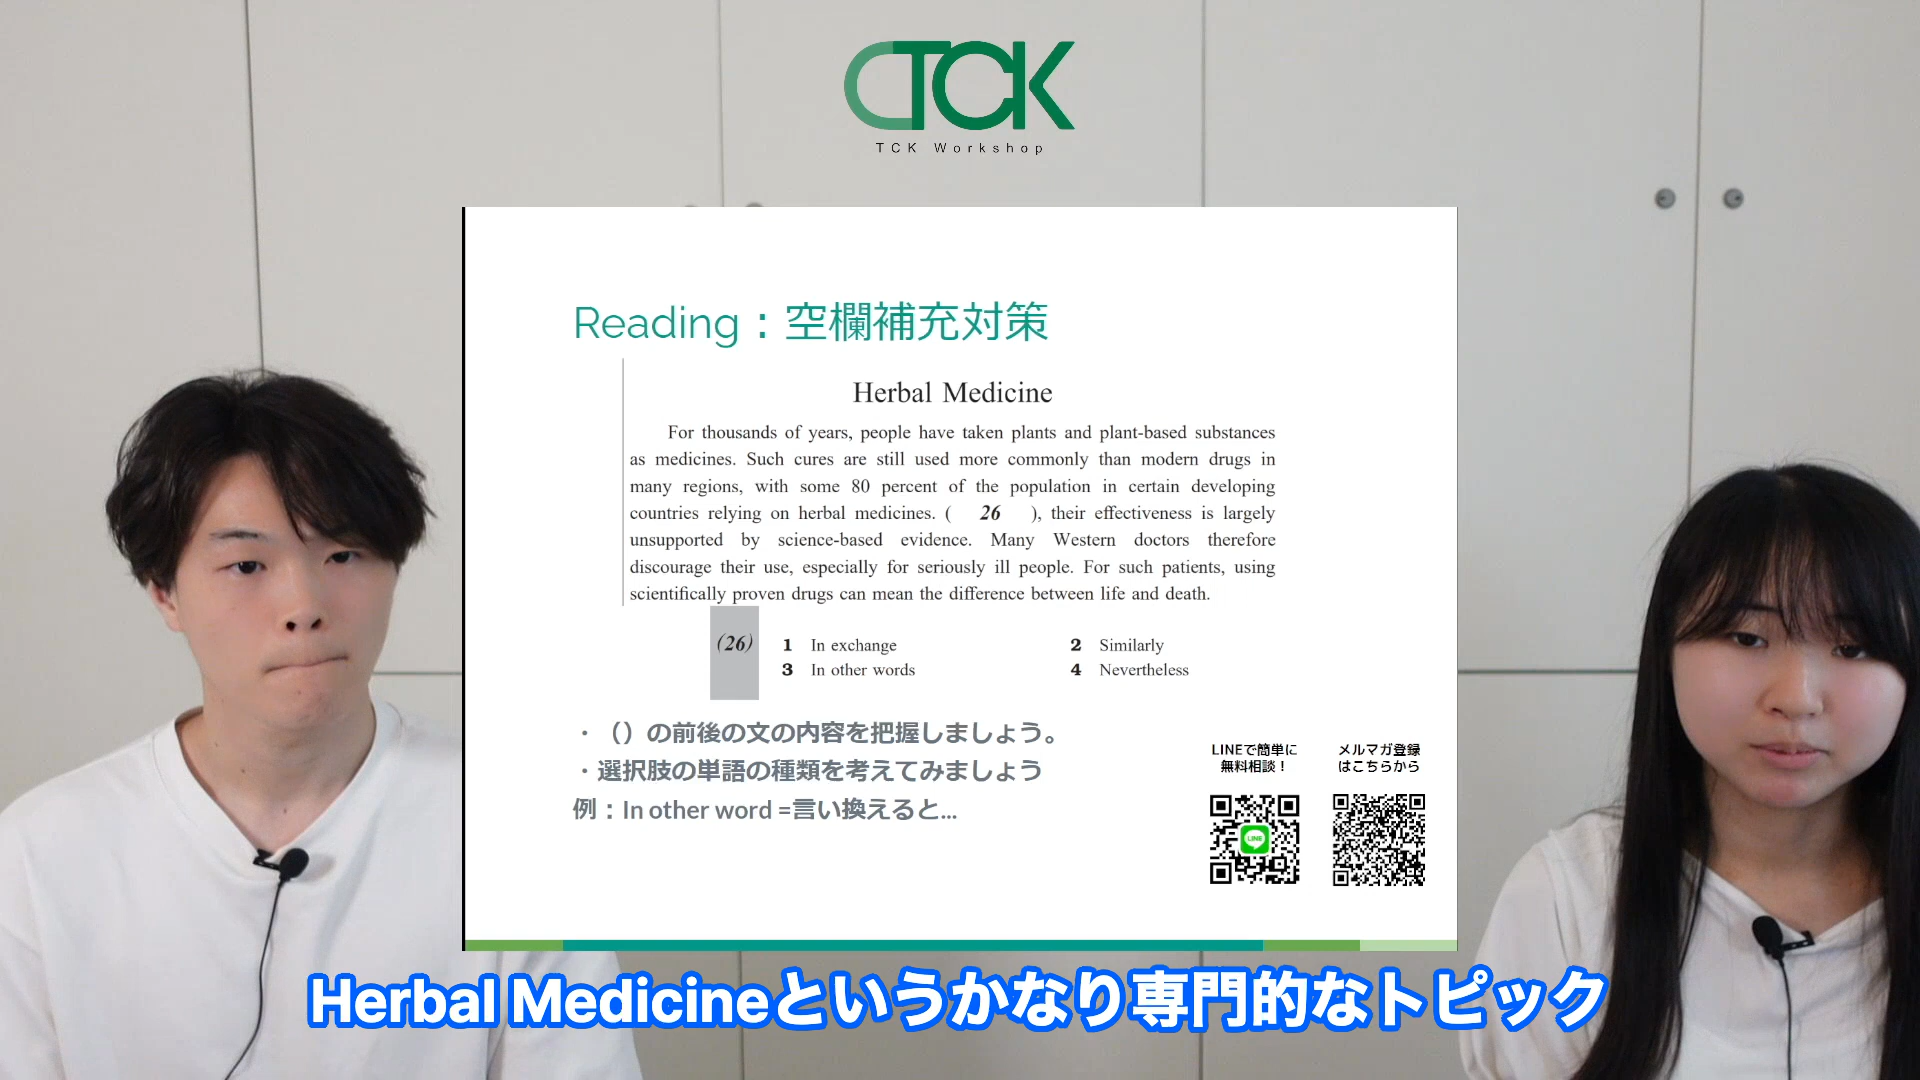 TCK
TCK Workshop
Reading：空欄補充対策
Herbal Medicine
For thousands of years, people have taken plants and plant-based substances
as medicines. Such cures are still used more commonly than modern drugs in
many regions, with some 80 percent of the population in certain developing
countries relying on herbal medicines. ( 26 ), their effectiveness is largely
unsupported by science-based evidence. Many Western doctors therefore
discourage their use, especially for seriously ill people. For such patients, using
scientifically proven drugs can mean the difference between life and death.
(26) 1 In exchange 2 Similarly
3 In other words 4 Nevertheless
・（）の前後の文の内容を把握しましょう。
・選択肢の単語の種類を考えてみましょう
例：In other word =言い換えると...
LINEで簡単に
無料相談！
メルマガ登録
はこちらから
LINE
Herbal Medicineというかなり専門的なトピック